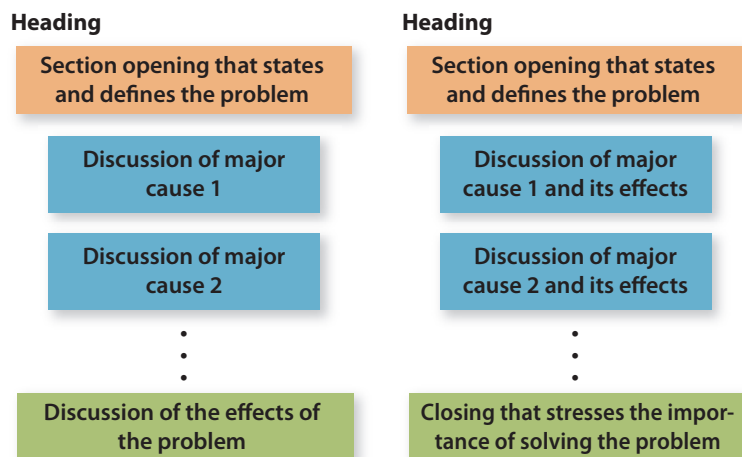 Heading
Section opening that states
and defines the problem
Discussion of major
cause 1
Discussion of major
cause 2
Discussion of the effects of
the problem
Heading
Section opening that states
and defines the problem
Discussion of major
cause 1 and its effects
Discussion of major
cause 2 and its effects
Closing that stresses the impor-
tance of solving the problem